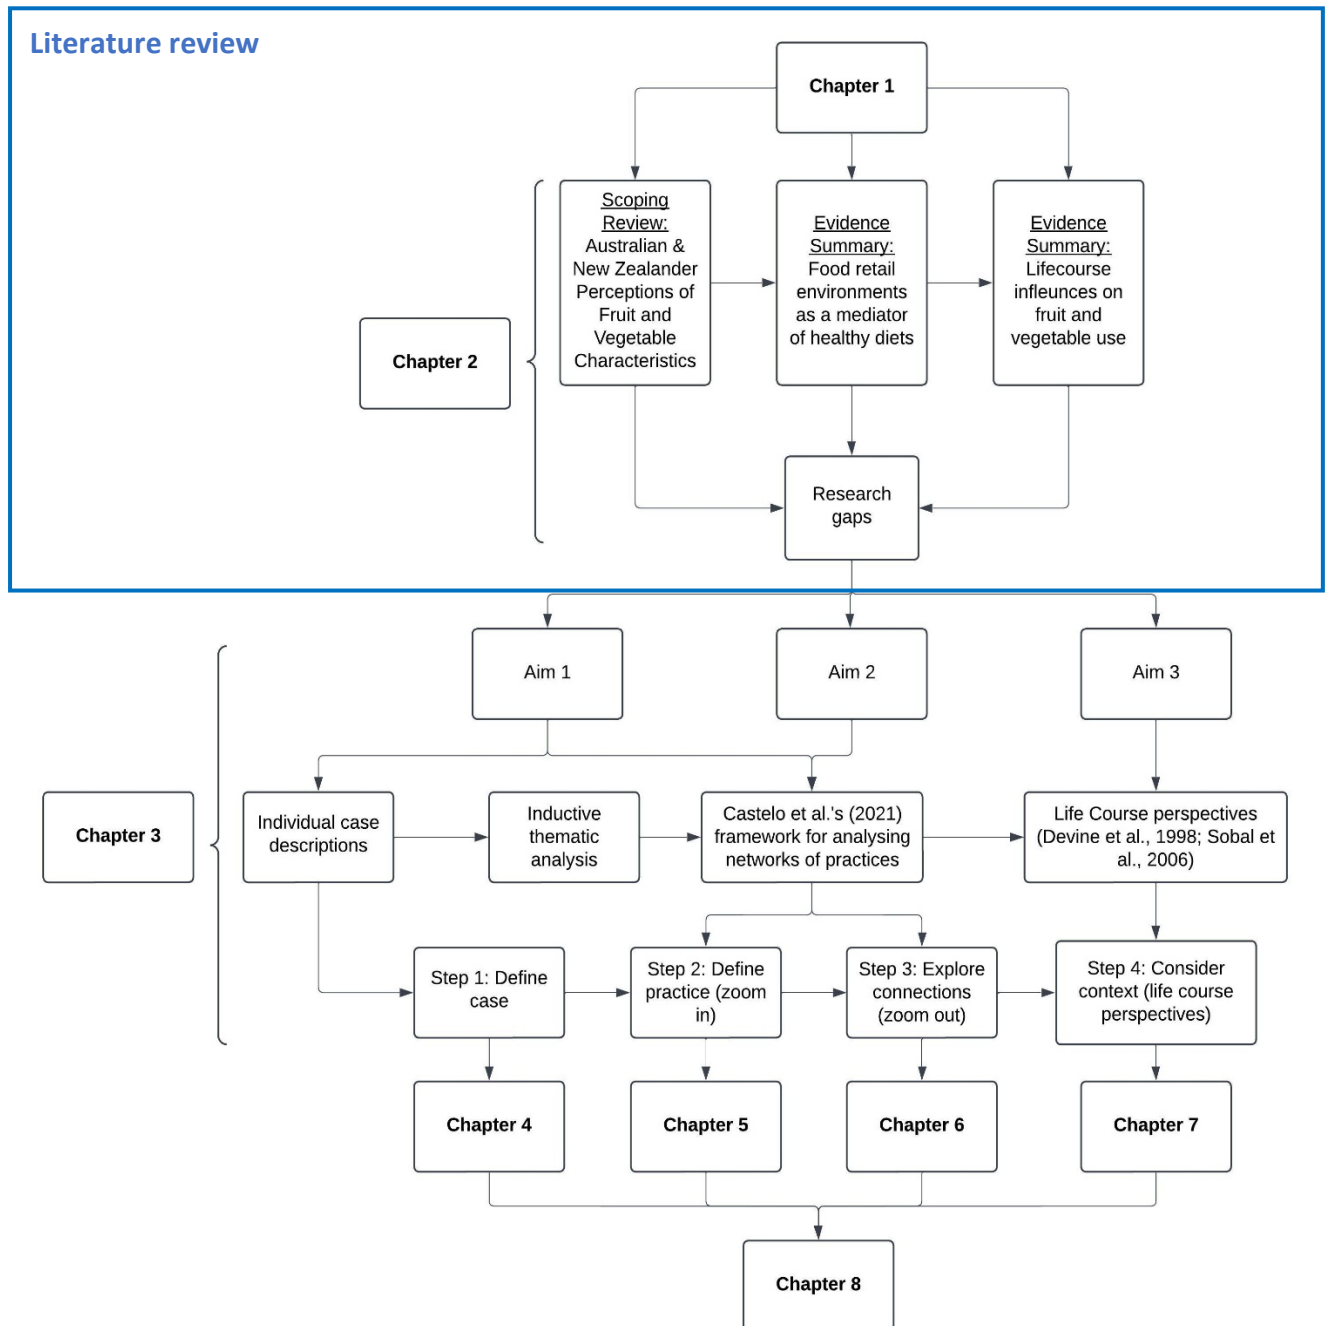 Literature review
Chapter 1
Scoping
Review:
Australian &
New Zealander
Perceptions of
Fruit and
Vegetable
Characteristics
Evidence
Summary:
Food retail
environments
as a mediator
of healthy diets
Evidence
Summary:
Lifecourse
infleunces on
fruit and
vegetable use
Chapter 2
Research
gaps
Aim 1
Aim 2
Aim 3
Chapter 3
Individual case
descriptions
Inductive
thematic
analysis
Castelo et al.'s (2021)
framework for analysing
networks of practices
Life Course perspectives
(Devine et al., 1998; Sobal et
al., 2006)
Step 1: Define
case
Step 2: Define
practice (zoom
in)
Step 3: Explore
connections
(zoom out)
Step 4: Consider
context (life course
perspectives)
Chapter 4
Chapter 5
Chapter 6
Chapter 7
Chapter 8